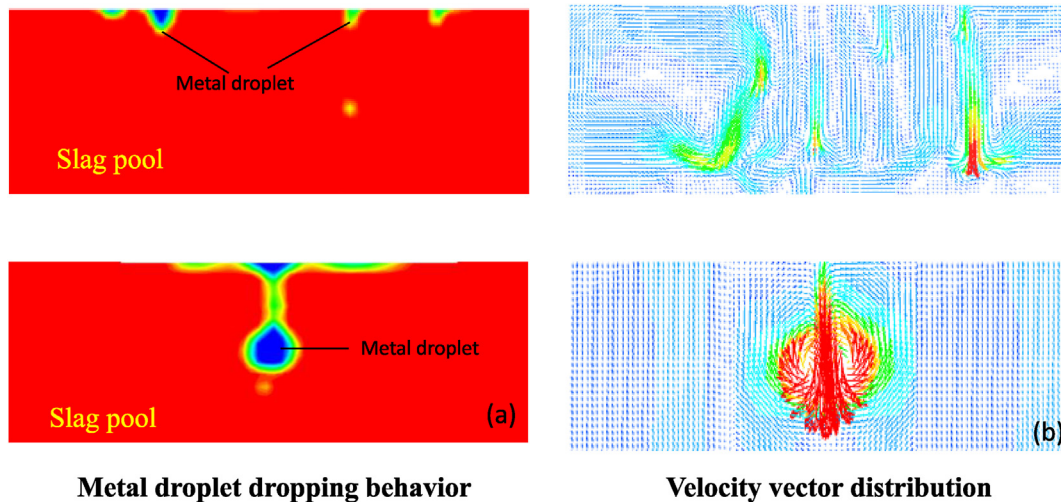 Metal droplet
Slag pool
Metal droplet
Slag pool
(a)
(b)
Metal droplet dropping behavior
Velocity vector distribution